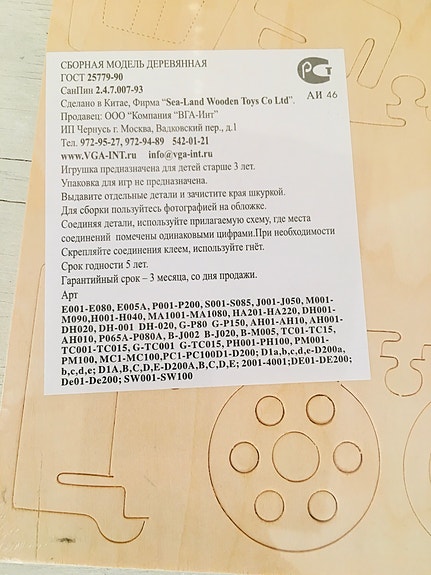 СБОРНАЯ МОДЕЛЬ ДЕРЕВЯННАЯ
ГОСТ 25779-90
СанПин 2.4.7.007-93
Сделано в Китае, Фирма “Sea-Land Wooden Toys Co Ltd”.
Продавец: ООО “Компания “ВГА-Инт”
ИП Чернусь г. Москва, Вадковский пер., д.1
Тел. 972-95-27, 972-94-89 542-01-21
www.VGA-INT.ru info@vga-int.ru
Игрушка предназначена для детей старше 3 лет.
Упаковка для игр не предназначена.
Выдавите отдельные детали и зачистите края шкуркой.
Для сборки пользуйтесь фотографией на обложке.
Соединяя детали, используйте прилагаемую схему, где места
соединений помечены одинаковыми цифрами.При необходимости
Скрепляйте соединения клеем, используйте гнёт.
Срок годности 5 лет.
Гарантийный срок – 3 месяца, со дня продажи.
Арт
E001-E080, E005A, P001-P200, S001-S085, J001-J050, M001-
M090,H001-H040, MA1001-MA1080, HA201-HA220, DH001-
DH020, DH-001 DH-020, G-P80 G-P150, AH01-AH10, AH001-
AH010, P065A-P080A, B-J002 B-J020, B-M005, TC01-TC15,
TC001-TC015, G-TC001 G-TC015, PH001-PH100, PM001-
PM100, MC1-MC100,PC1-PC100D1-D200; D1a,b,c,d,e-D200a,
b,c,d,e; D1A,B,C,D,E-D200A,B,C,D,E; 2001-4001;DE01-DE200;
De01-De200; SW001-SW100
РСТ
АИ 46